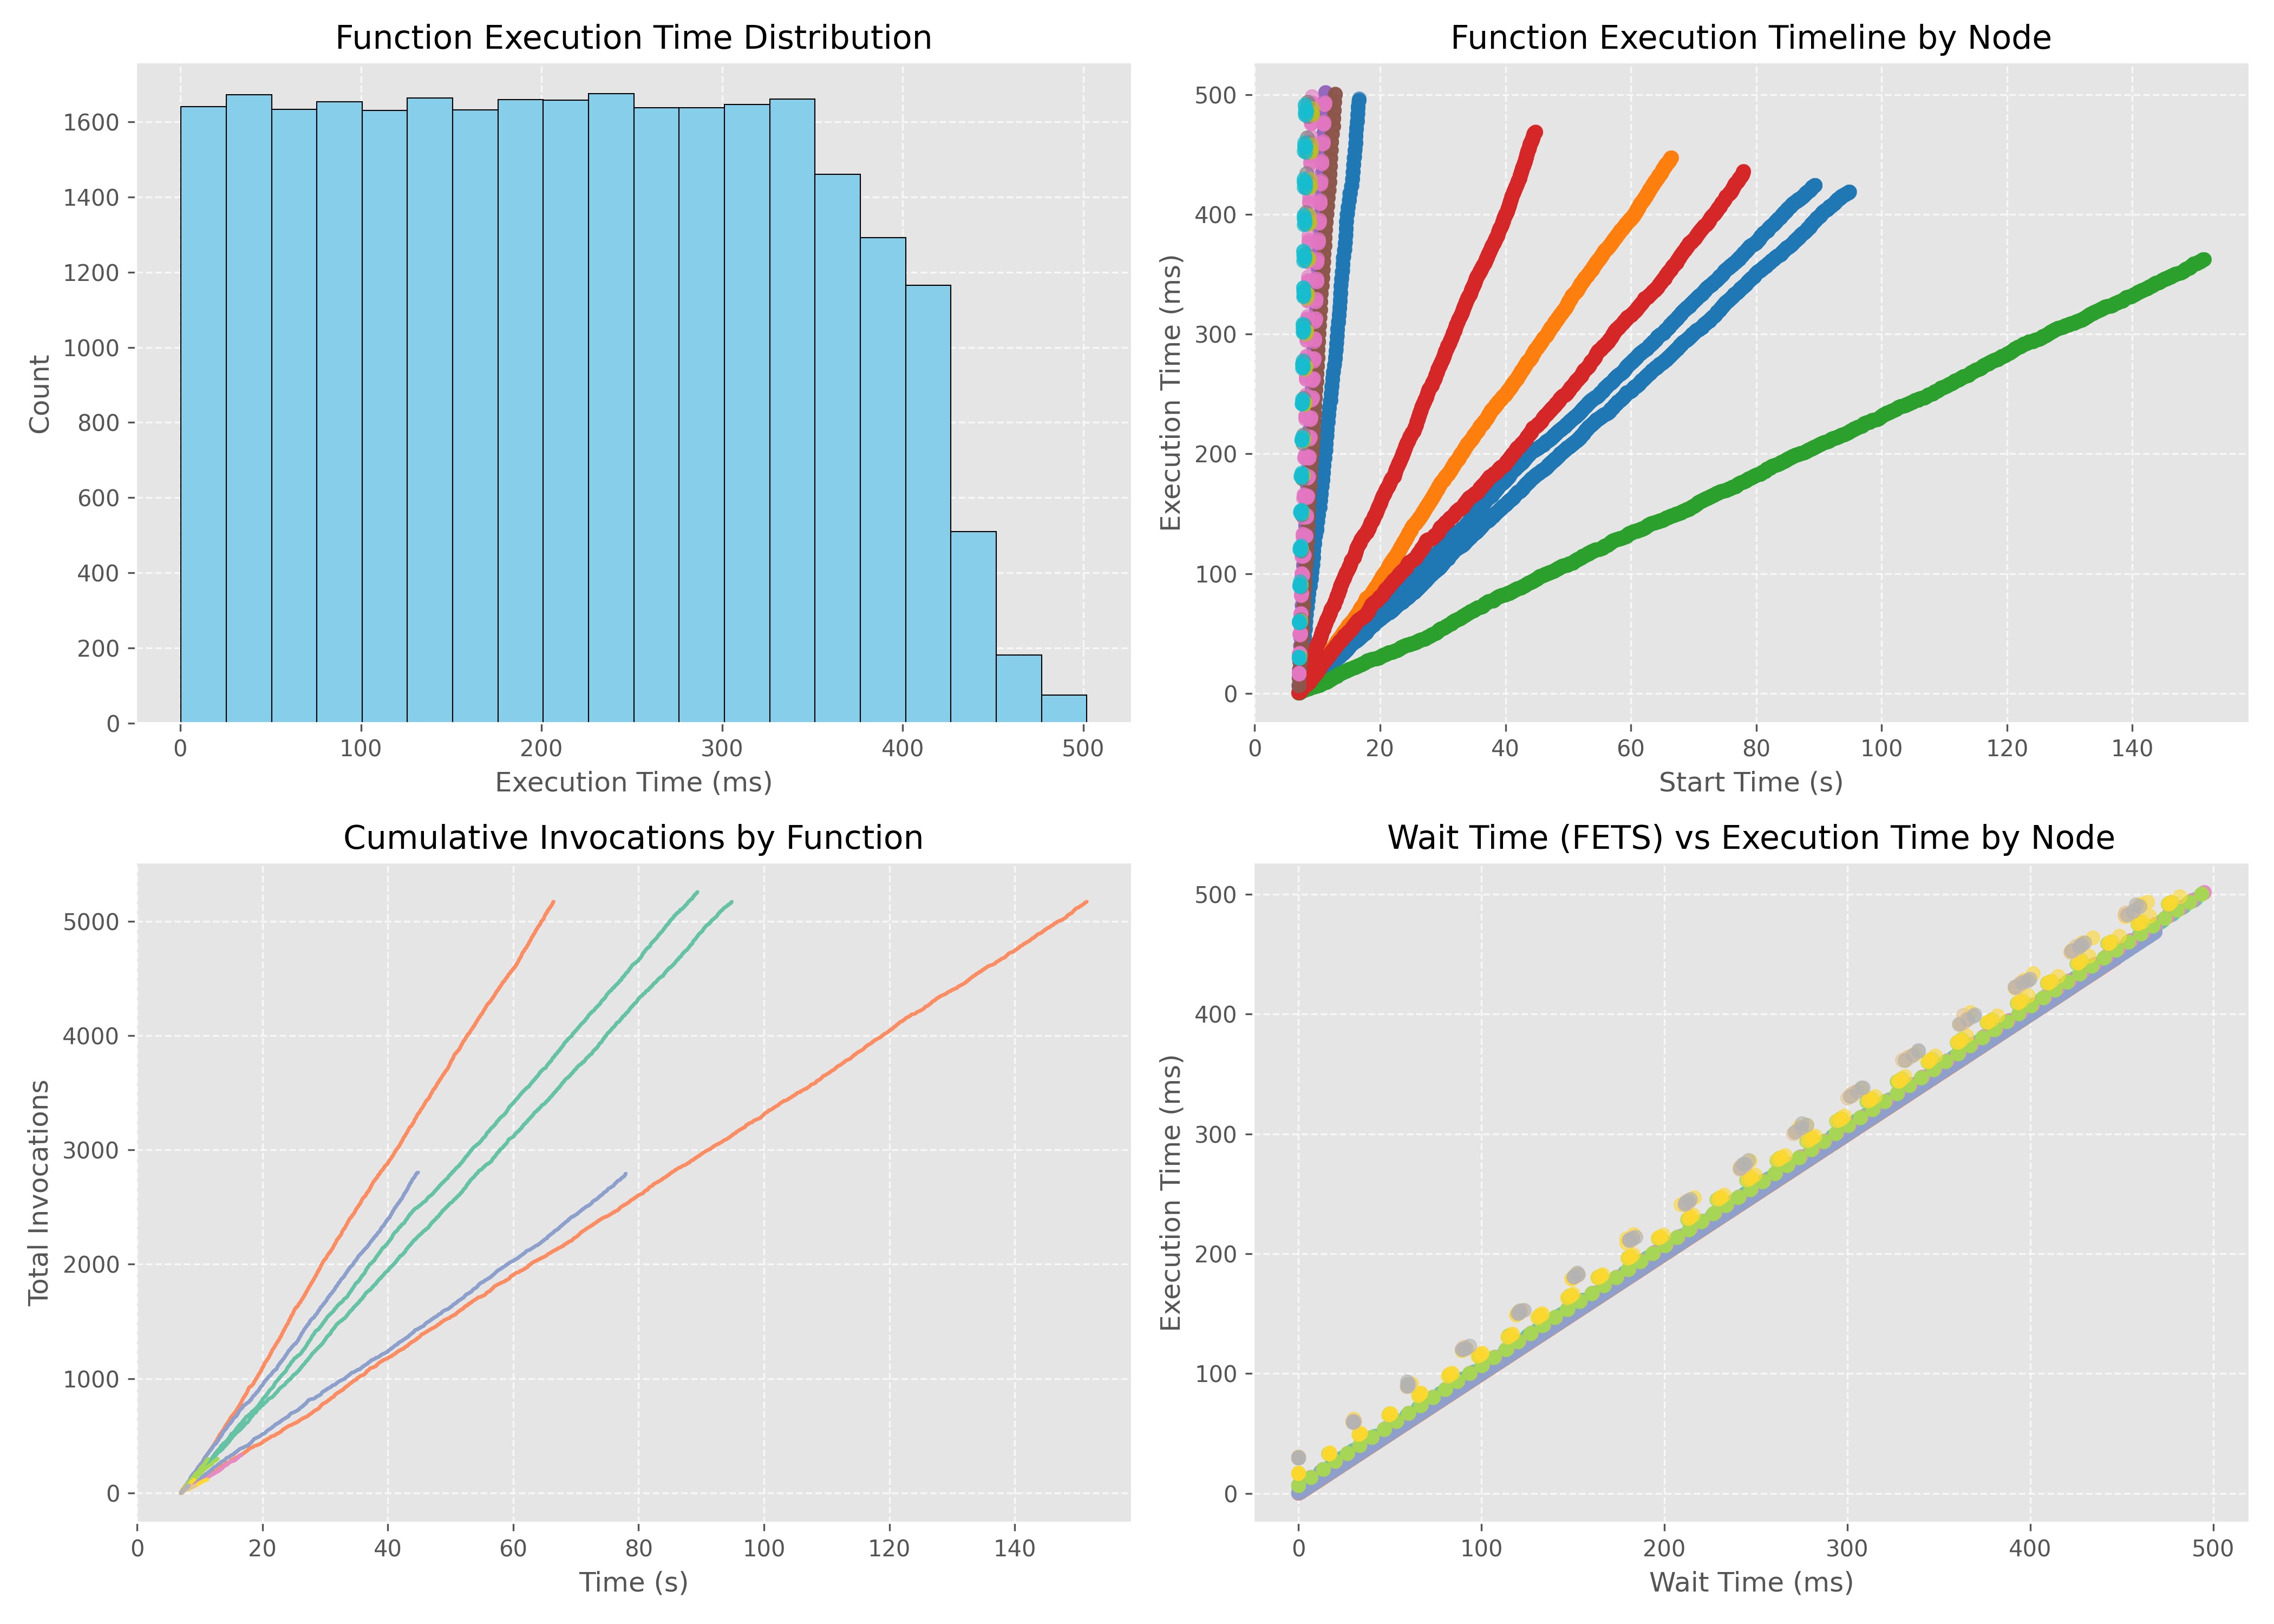 Function Execution Time Distribution
1600
1400
1200
1000
800
600
400
200
0
Count
0 100 200 300 400 500
Execution Time (ms)
Function Execution Timeline by Node
500
400
300
200
100
0
Execution Time (ms)
0 20 40 60 80 100 120 140
Start Time (s)
Cumulative Invocations by Function
5000
4000
3000
2000
1000
0
Total Invocations
0 20 40 60 80 100 120 140
Time (s)
Wait Time (FETS) vs Execution Time by Node
500
400
300
200
100
0
Execution Time (ms)
0 100 200 300 400 500
Wait Time (ms)